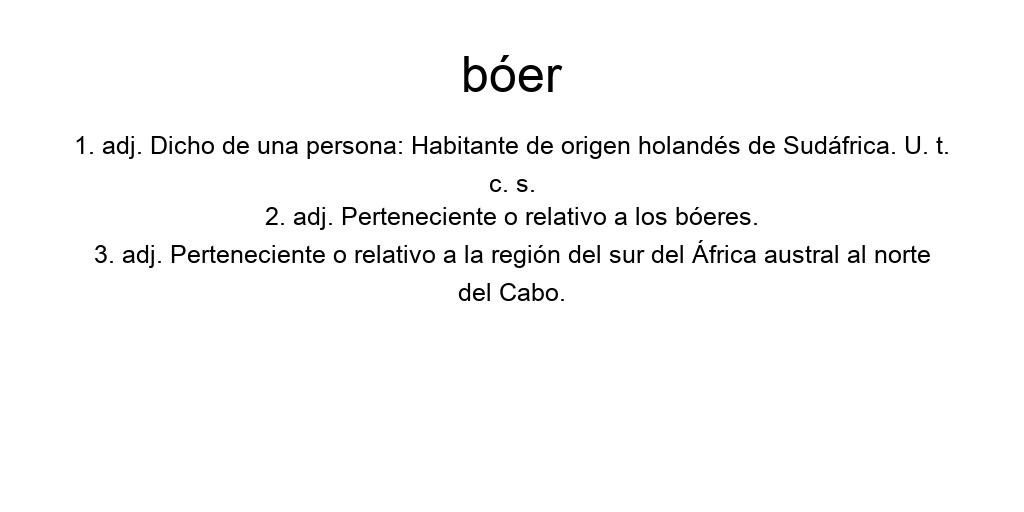 bóer
1. adj. Dicho de una persona: Habitante de origen holandés de Sudáfrica. U. t.
c. s.
2. adj. Perteneciente o relativo a los bóeres.
3. adj. Perteneciente o relativo a la región del sur del África austral al norte
del Cabo.